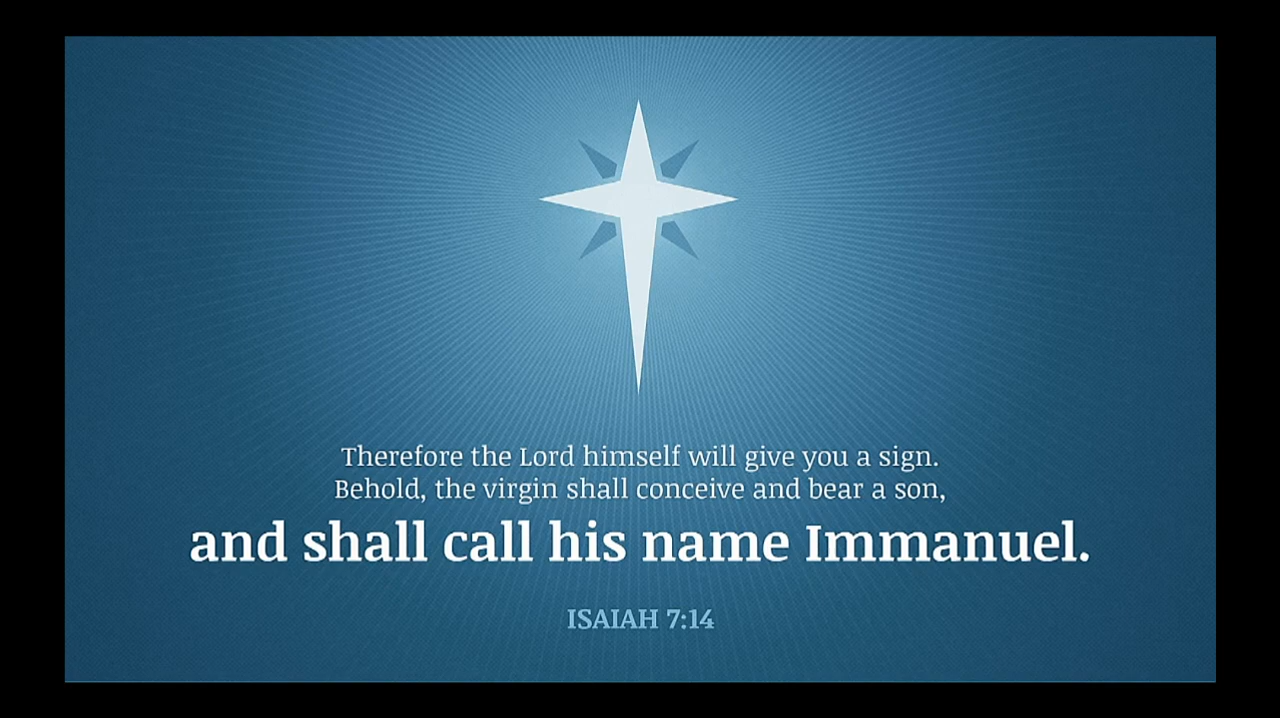 Therefore the Lord himself will give you a sign.
Behold, the virgin shall conceive and bear a son,
and shall call his name Immanuel.
ISAIAH 7:14